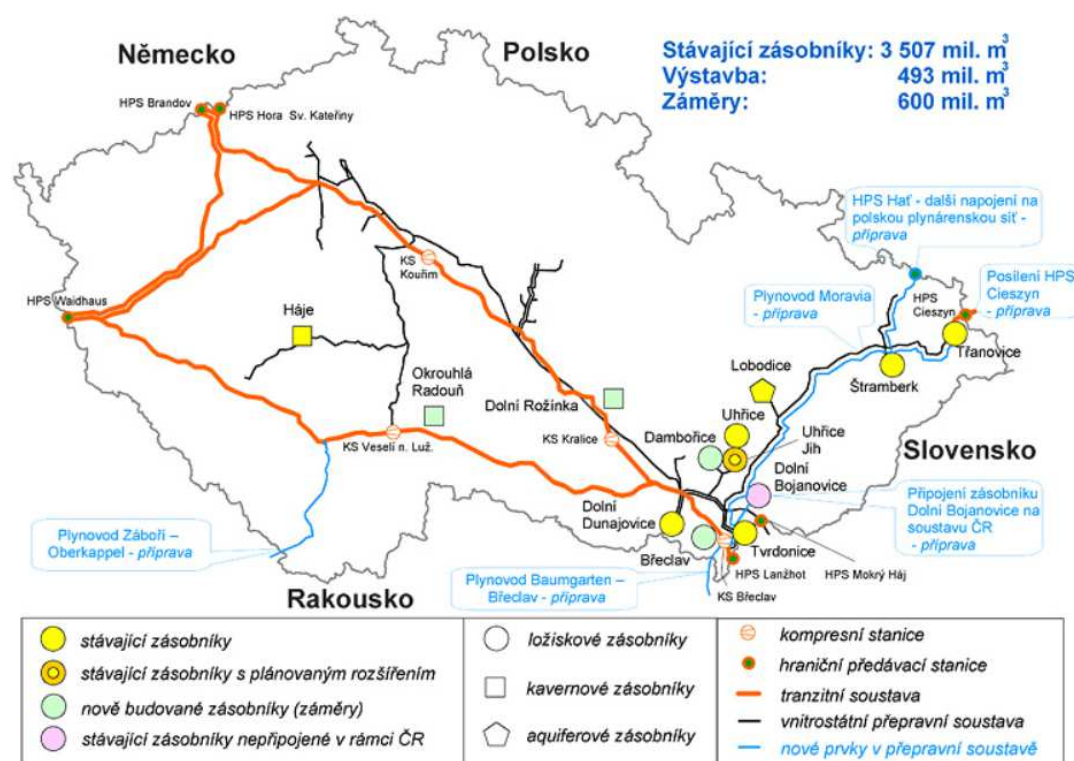 Německo
Polsko
Stávající zásobníky: 3 507 mil. m³
Výstavba: 493 mil. m³
Záměry: 600 mil. m³
HPS Brandov
HPS Hora Sv. Kateřiny
HPS Hať - další napojení na
polskou plynárenskou síť -
příprava
KS
Kouřim
HPS Waidhaus
Háje
Plynovod Moravia
- příprava
HPS
Cieszyn
Posílení HPS
Cieszyn
- příprava
Třanovice
Štramberk
Okrouhlá
Radouň
Dolní Rožínka
Lobodice
Uhřice
KS Kralice
Dambořice
Uhřice
Jih
Slovensko
KS Veselí n. Luž.
Dolní
Bojanovice
Dolní
Dunajovice
Připojení zásobníku
Dolní Bojanovice na
soustavu ČR
- příprava
Plynovod Záboří –
Oberkappel - příprava
Břeclav
Tvrdonice
HPS Lanžhot
HPS Mokrý Háj
Plynovod Baumgarten –
Břeclav - příprava
KS Břeclav
Rakousko
stávající zásobníky
stávající zásobníky s plánovaným rozšířením
nově budované zásobníky (záměry)
stávající zásobníky nepřipojené v rámci ČR
ložiskové zásobníky
kavernové zásobníky
aquiferové zásobníky
kompresní stanice
hraniční předávací stanice
tranzitní soustava
vnitrostátní přepravní soustava
nové prvky v přepravní soustavě